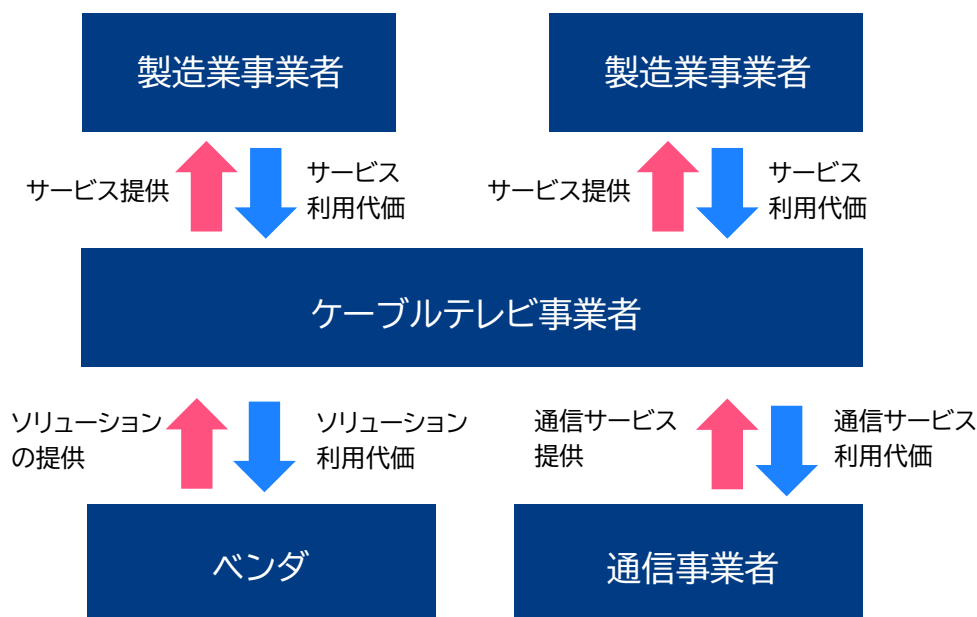 製造業事業者
製造業事業者
サービス提供
サービス
利用代価
サービス提供
サービス
利用代価
ケーブルテレビ事業者
ソリューション
の提供
ソリューション
利用代価
通信サービス
提供
通信サービス
利用代価
ベンダ
通信事業者